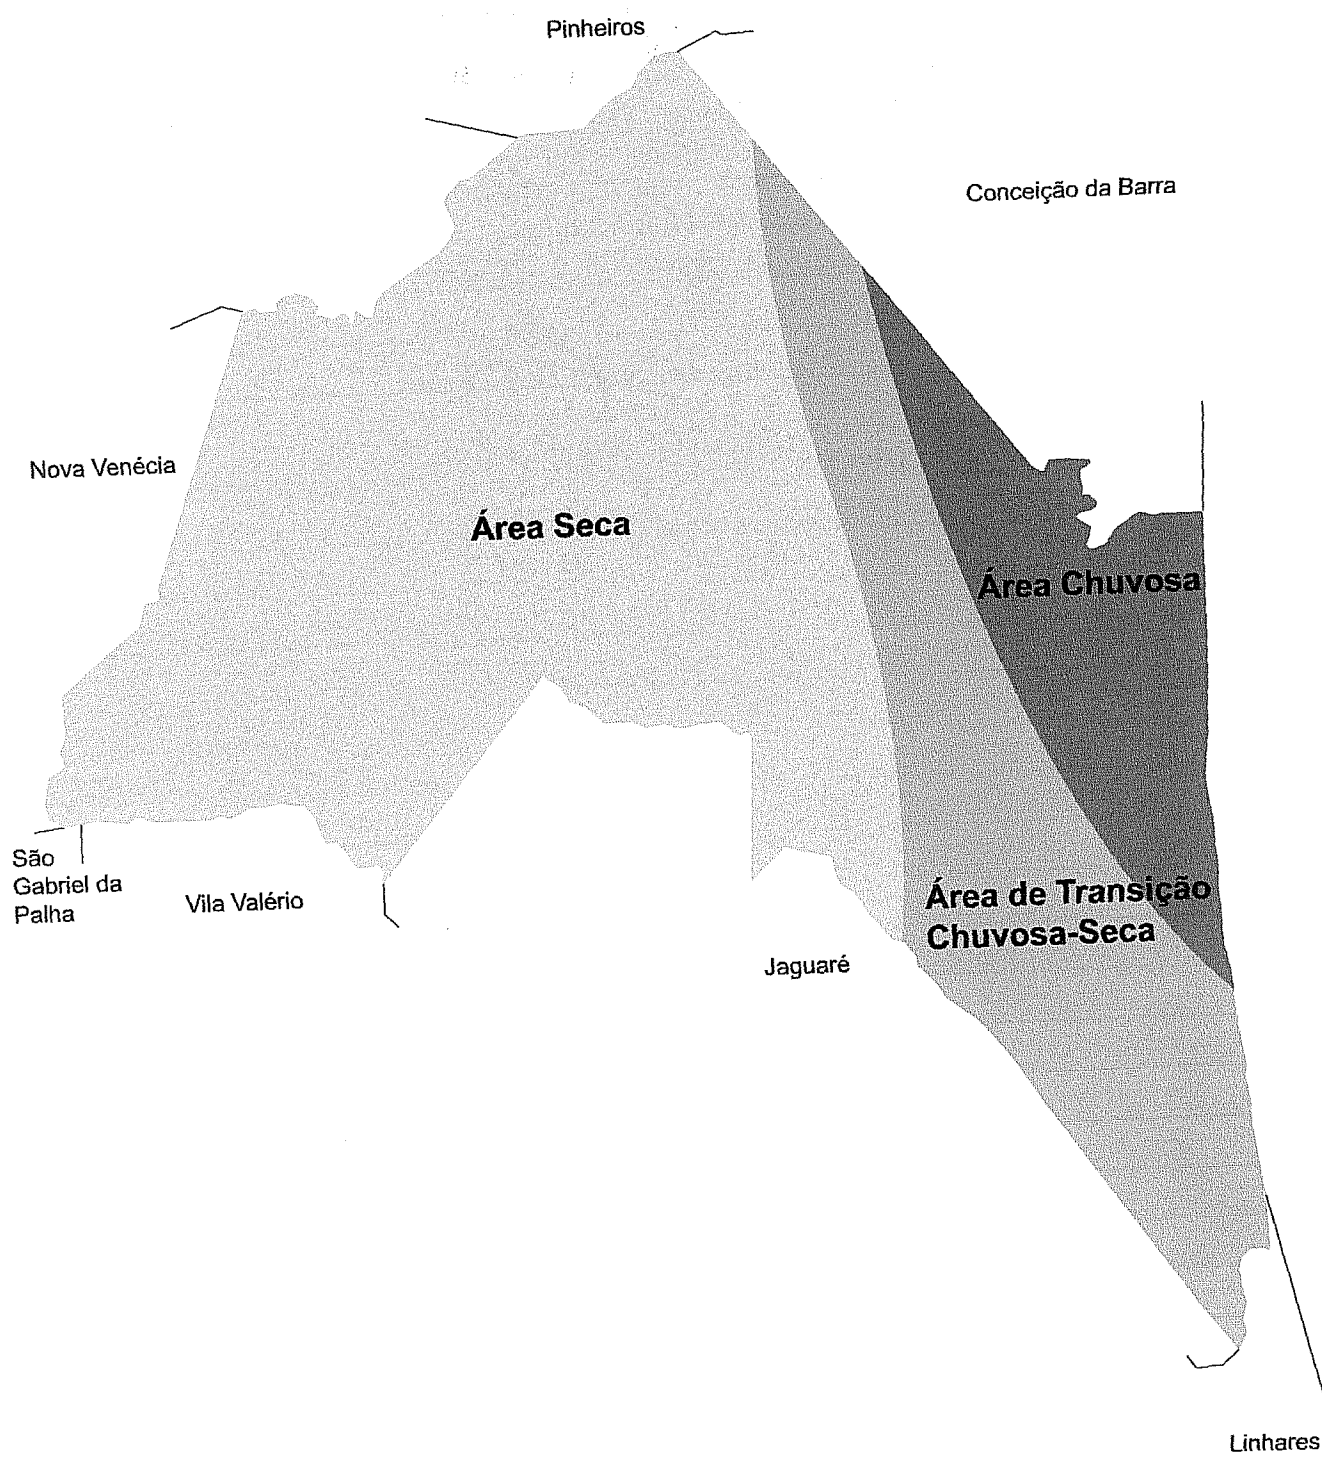 Pinheiros
Conceição da Barra
Nova Venécia
Área Seca
Área Chuvosa
São
Gabriel da
Palha
Vila Valério
Área de Transição
Chuvosa-Seca
Jaguaré
Linhares